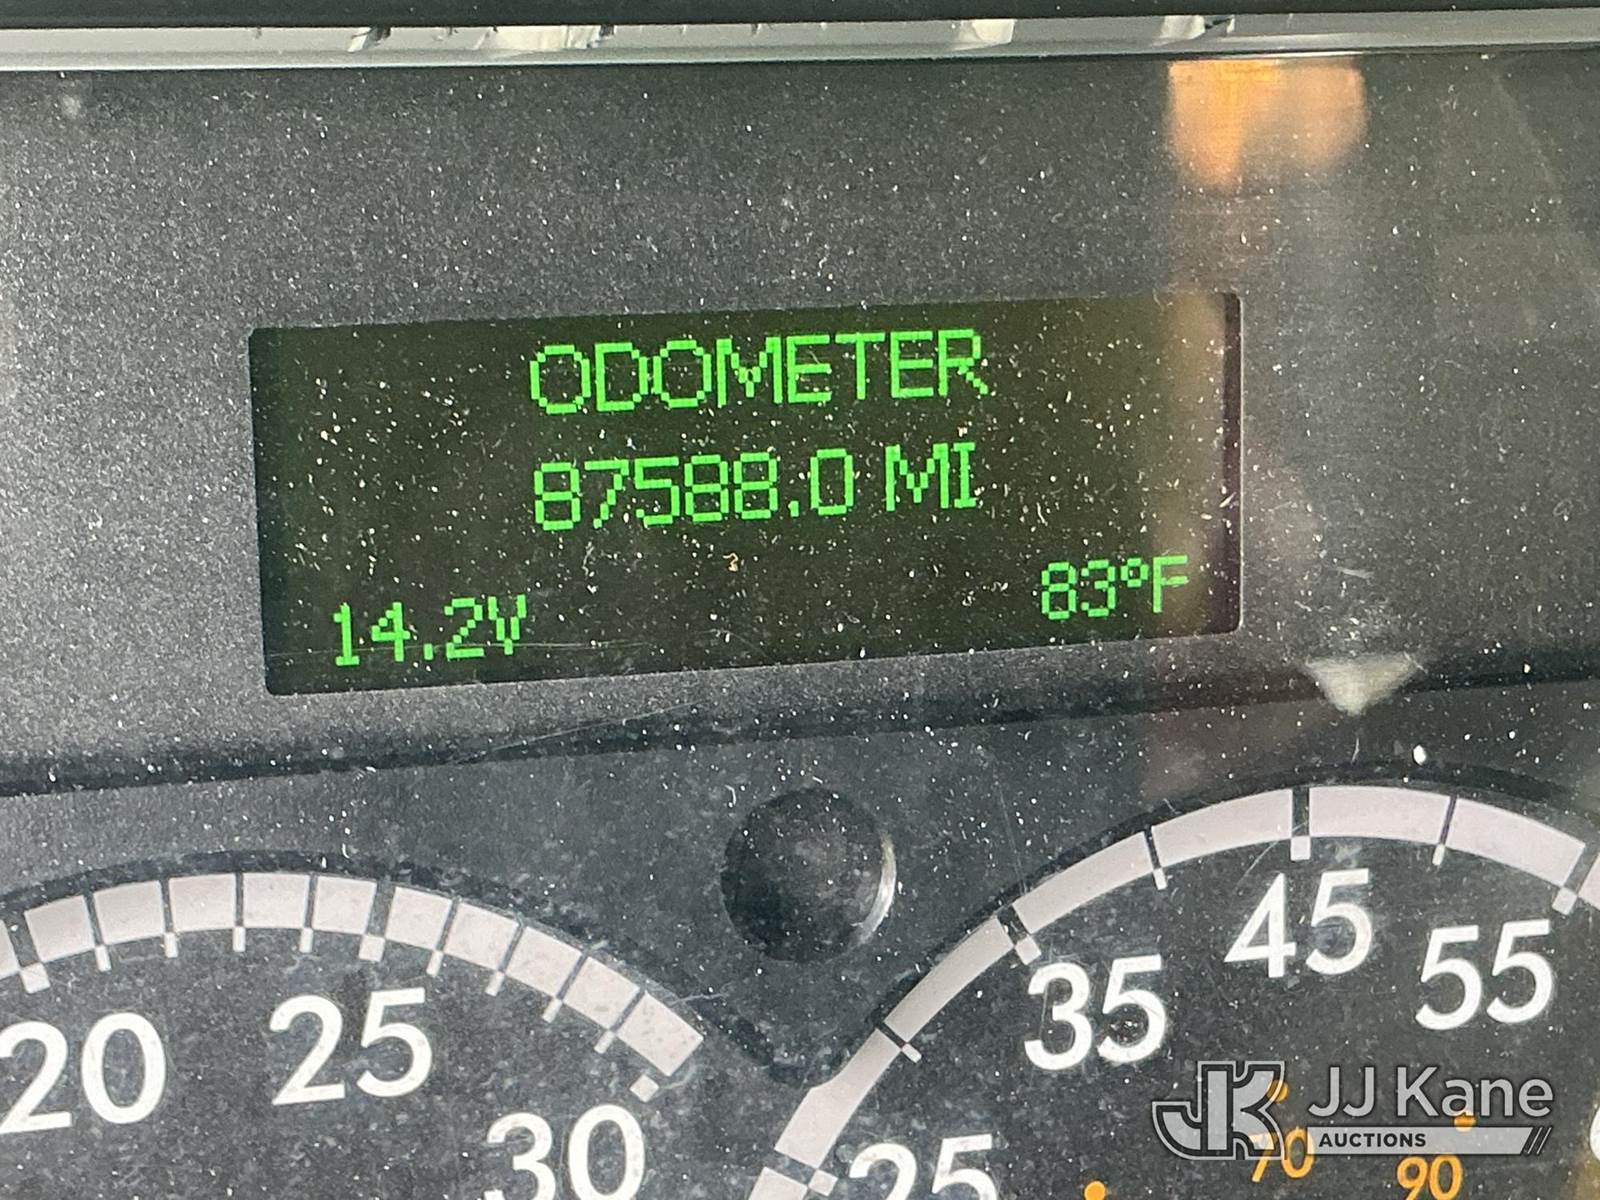 ODOMETER
87588.0 MI
14.2V
83°F
20
25
30
25
35
45
55
70
90
JK
JJ Kane
AUCTIONS